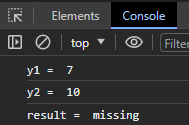 Elements Console
top Filter
y1 = 7
y2 = 10
result = missing